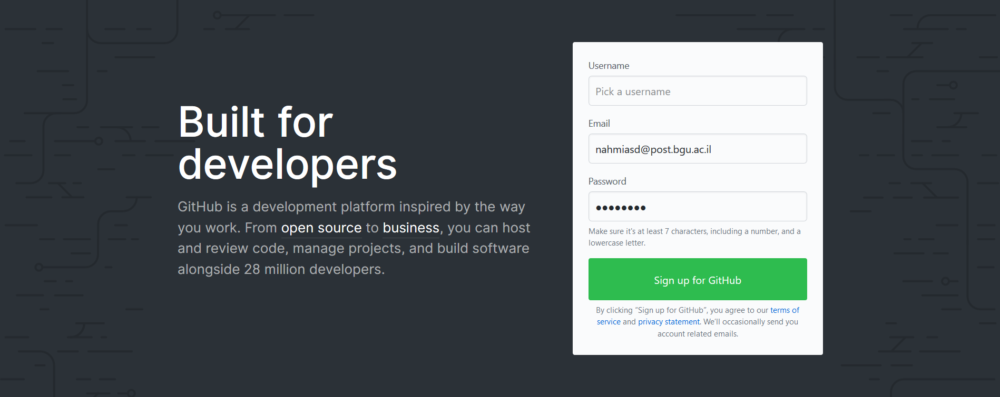 Built for
developers
GitHub is a development platform inspired by the way
you work. From open source to business, you can host
and review code, manage projects, and build software
alongside 28 million developers.
Username
Pick a username
Email
nahmiasd@post.bgu.ac.il
Password
●●●●●●●●
Make sure it's at least 7 characters, including a number, and a
lowercase letter.
Sign up for GitHub
By clicking “Sign up for GitHub”, you agree to our terms of
service and privacy statement. We’ll occasionally send you
account related emails.